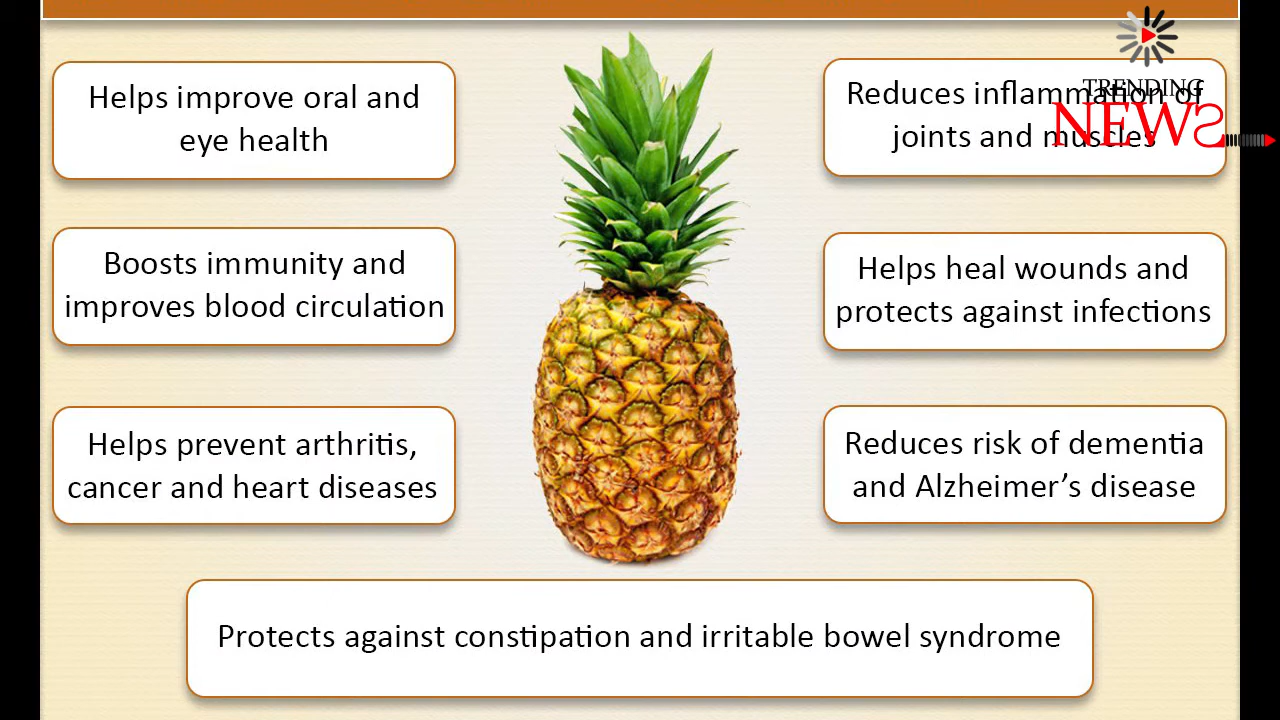 Helps improve oral and
eye health
Boosts immunity and
improves blood circulation
Helps prevent arthritis,
cancer and heart diseases
TRENDING
NEWS
Reduces inflammation of
joints and muscles
Helps heal wounds and
protects against infections
Reduces risk of dementia
and Alzheimer’s disease
Protects against constipation and irritable bowel syndrome